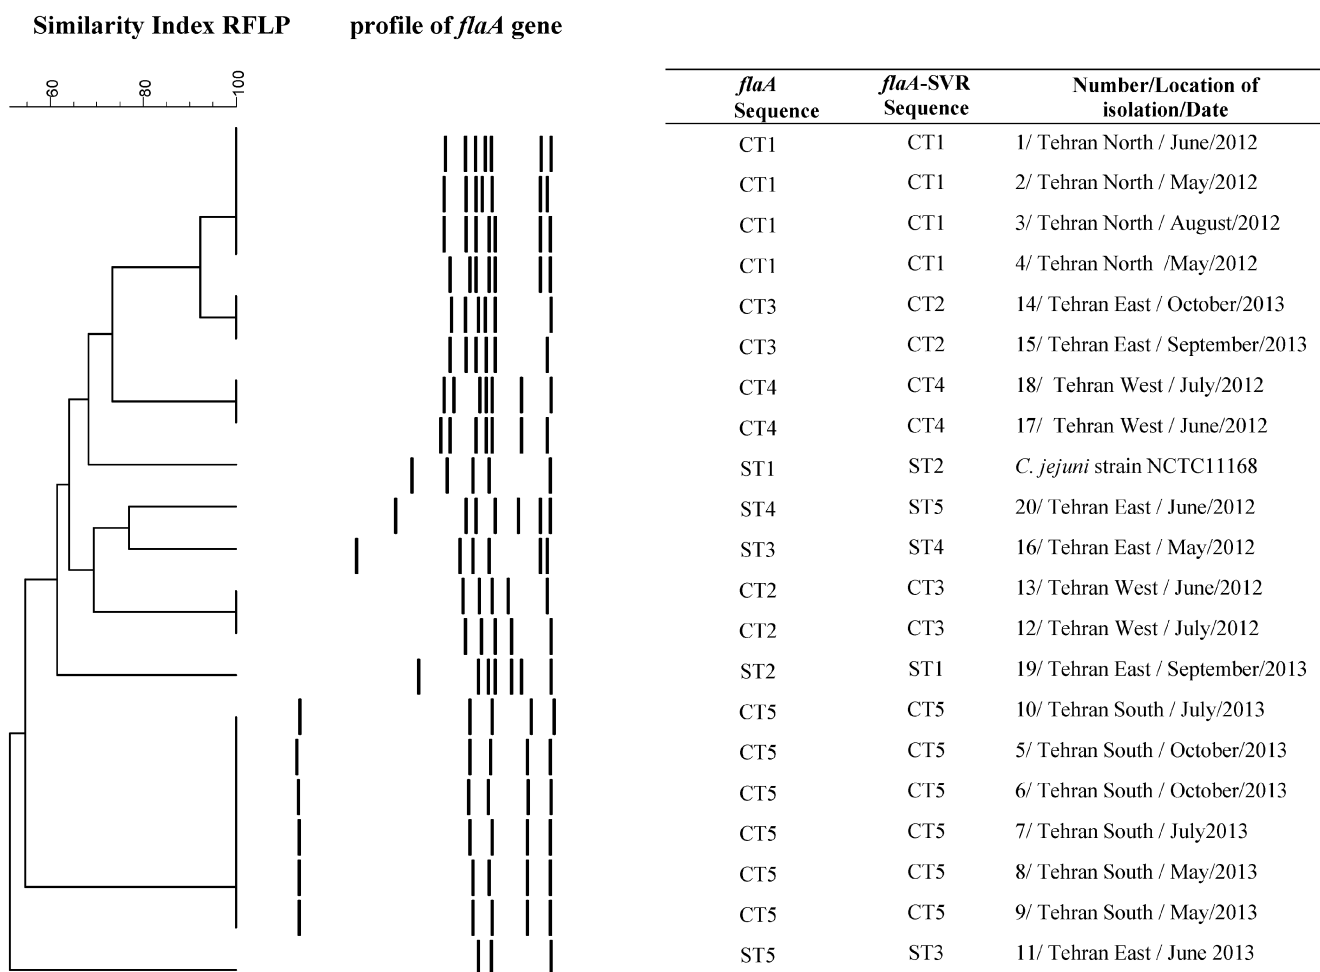 Similarity Index RFLP profile of flaA gene
60 80 100
flaA Sequence flaA-SVR Sequence Number/Location of isolation/Date
CT1 CT1 1/ Tehran North / June/2012
CT1 CT1 2/ Tehran North / May/2012
CT1 CT1 3/ Tehran North / August/2012
CT1 CT1 4/ Tehran North /May/2012
CT3 CT2 14/ Tehran East / October/2013
CT3 CT2 15/ Tehran East / September/2013
CT4 CT4 18/ Tehran West / July/2012
CT4 CT4 17/ Tehran West / June/2012
ST1 ST2 C. jejuni strain NCTC11168
ST4 ST5 20/ Tehran East / June/2012
ST3 ST4 16/ Tehran East / May/2012
CT2 CT3 13/ Tehran West / June/2012
CT2 CT3 12/ Tehran West / July/2012
ST2 ST1 19/ Tehran East / September/2013
CT5 CT5 10/ Tehran South / July/2013
CT5 CT5 5/ Tehran South / October/2013
CT5 CT5 6/ Tehran South / October/2013
CT5 CT5 7/ Tehran South / July2013
CT5 CT5 8/ Tehran South / May/2013
CT5 CT5 9/ Tehran South / May/2013
ST5 ST3 11/ Tehran East / June 2013